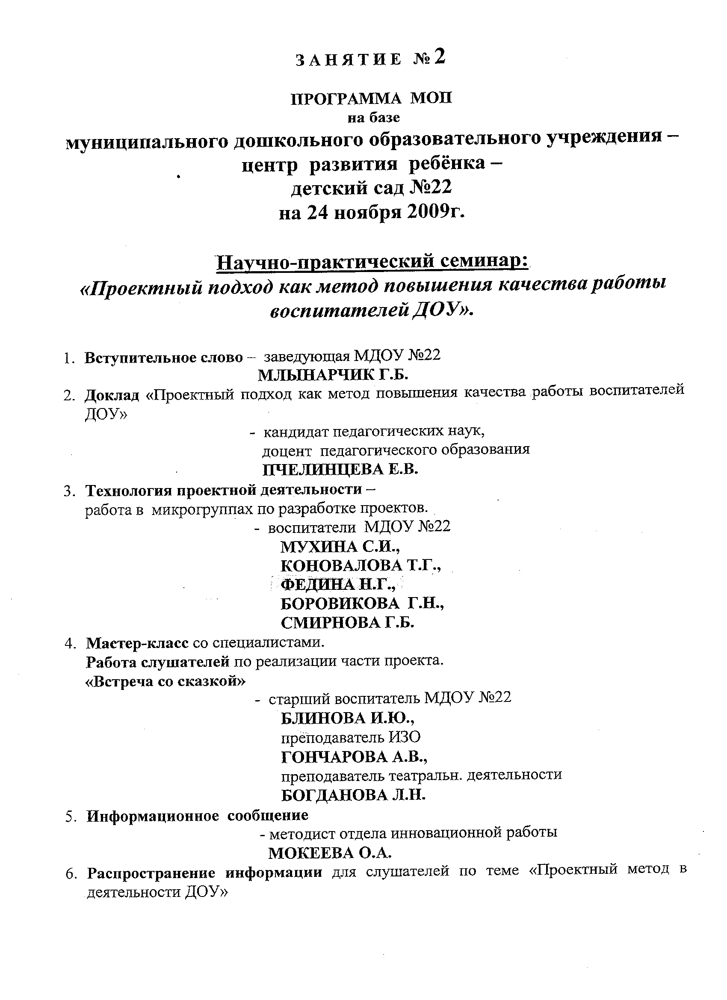 ЗАНЯТИЕ №2
ПРОГРАММА МОП
на базе
муниципального дошкольного образовательного учреждения –
центр развития ребёнка –
детский сад №22
на 24 ноября 2009г.
Научно-практический семинар:
«Проектный подход как метод повышения качества работы
воспитателей ДОУ».
1. Вступительное слово – заведующая МДОУ №22
МЛЫНАРЧИК Г.Б.
2. Доклад «Проектный подход как метод повышения качества работы воспитателей
ДОУ»
- кандидат педагогических наук,
доцент педагогического образования
ПЧЕЛИНЦЕВА Е.В.
3. Технология проектной деятельности –
работа в микрогруппах по разработке проектов.
- воспитатели МДОУ №22
МУХИНА С.И.,
КОНОВАЛОВА Т.Г.,
ФЕДИНА Н.Г.,
БОРОВИКОВА Г.Н.,
СМИРНОВА Г.Б.
4. Мастер-класс со специалистами.
Работа слушателей по реализации части проекта.
«Встреча со сказкой»
- старший воспитатель МДОУ №22
БЛИНОВА И.Ю.,
преподаватель ИЗО
ГОНЧАРОВА А.В.,
преподаватель театральн. деятельности
БОГДАНОВА Л.Н.
5. Информационное сообщение
- методист отдела инновационной работы
МОКЕЕВА О.А.
6. Распространение информации для слушателей по теме «Проектный метод в
деятельности ДОУ»